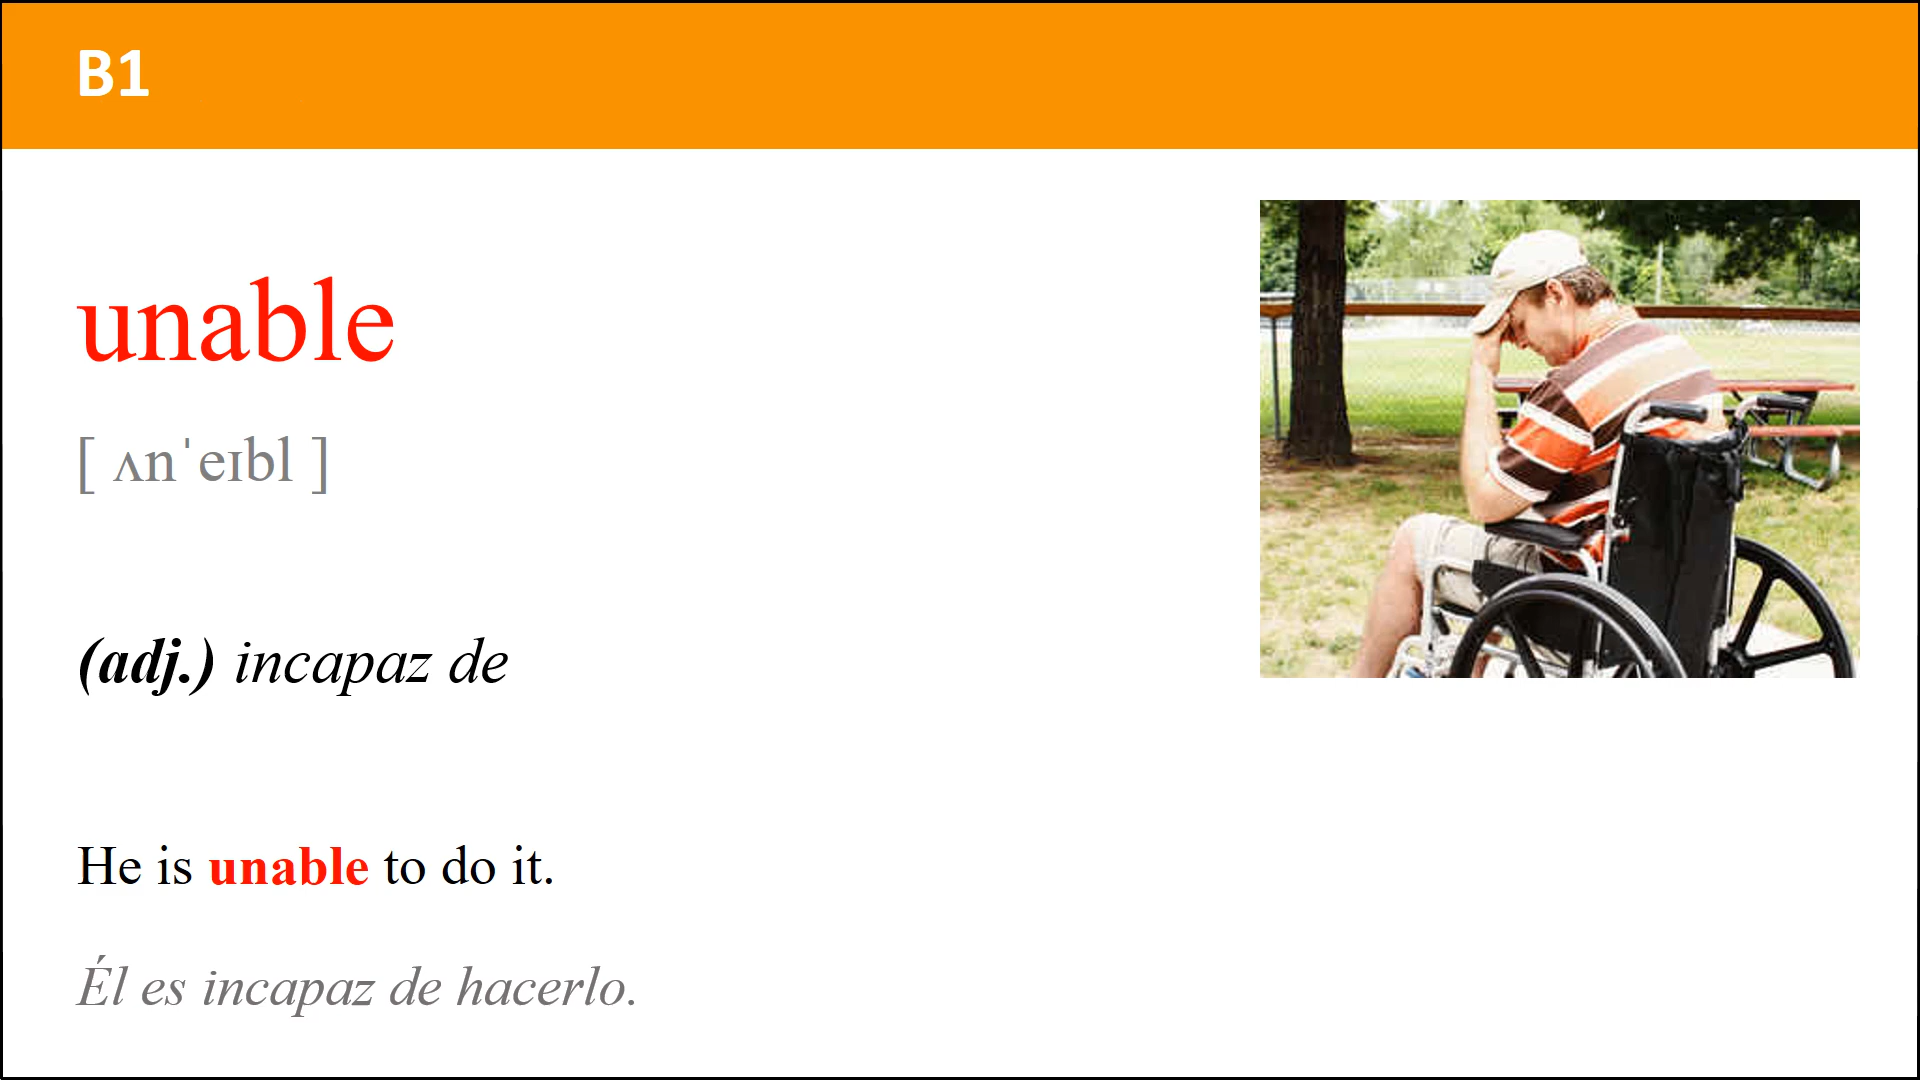 B1
unable
[ ʌnˈeɪbl ]
(adj.) incapaz de
He is unable to do it.
Él es incapaz de hacerlo.